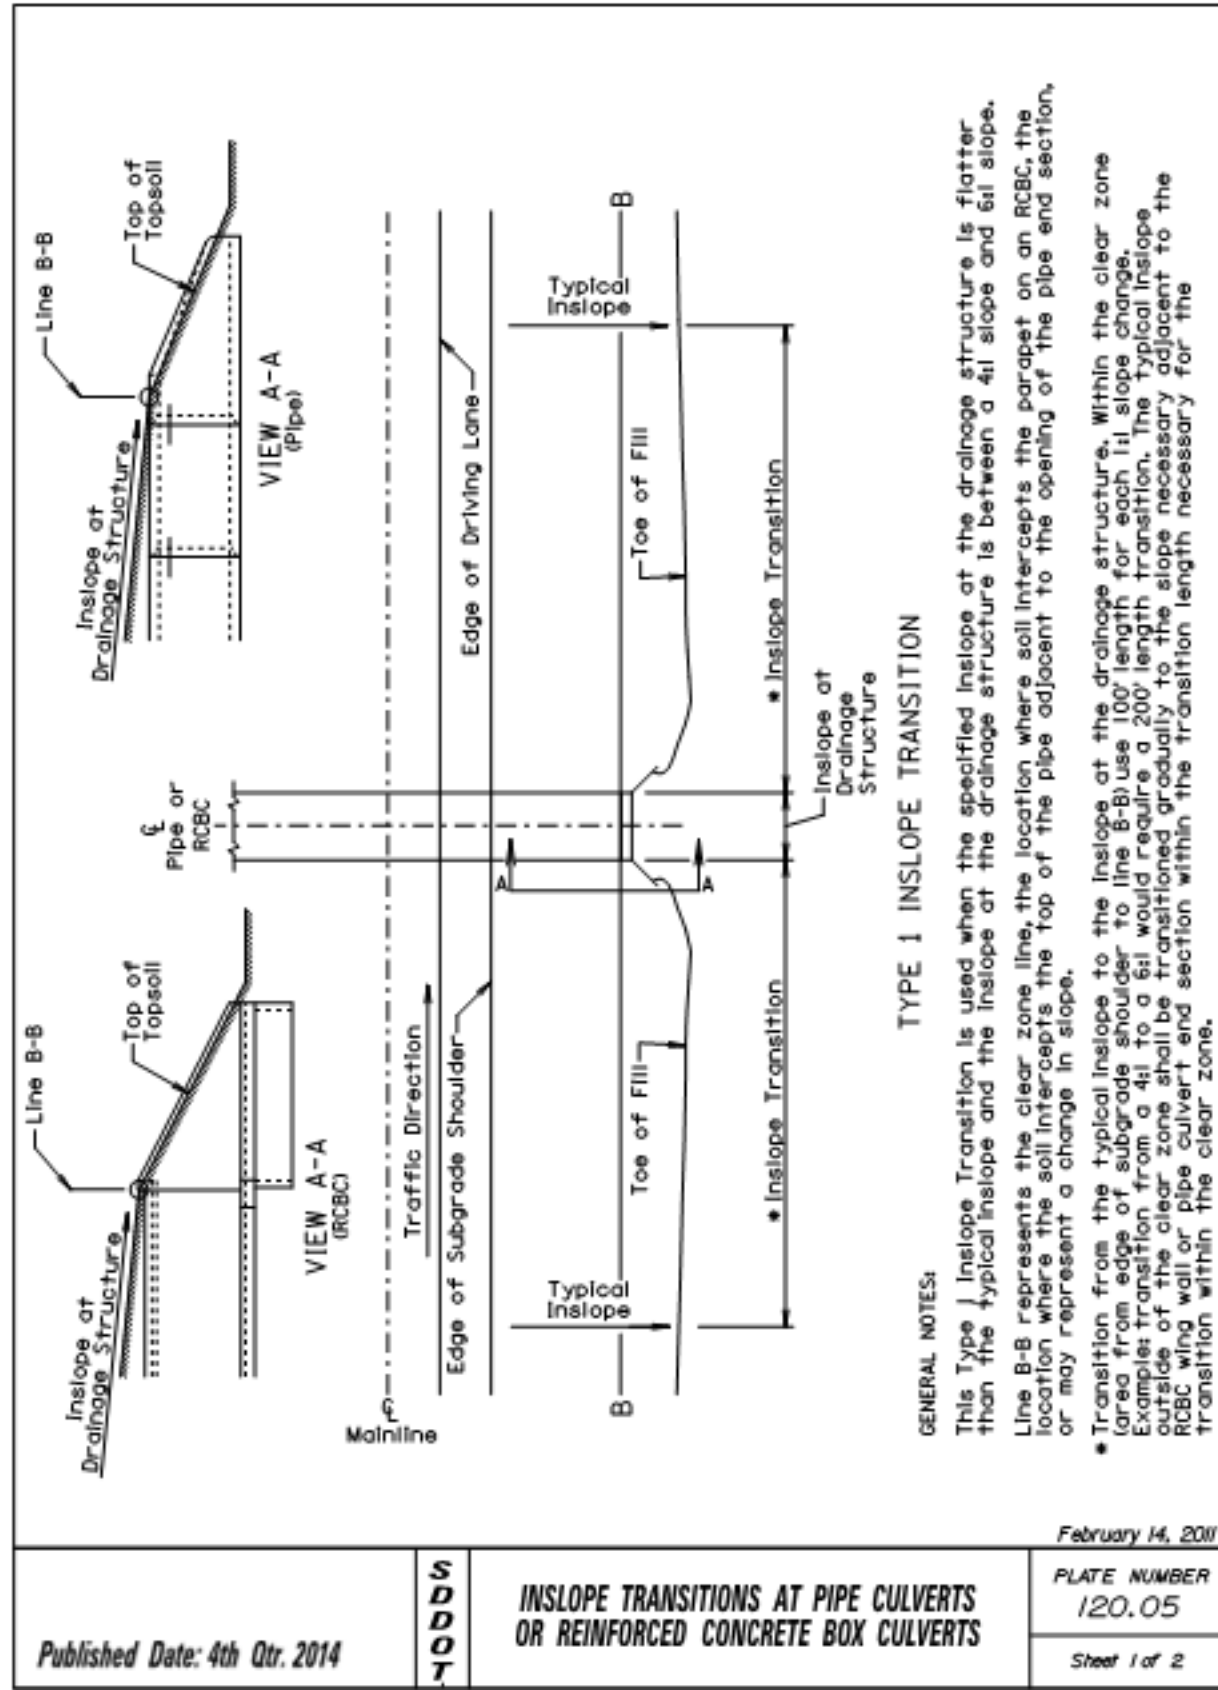 Line B-B
Top of
Topsoil
Inslope at
Drainage Structure
VIEW A-A
(RCBC)
Line B-B
Top of
Topsoil
Inslope at
Drainage Structure
VIEW A-A
(Pipe)
℄
Pipe or
RCBC
℄
Mainline
Traffic Direction
Edge of Subgrade Shoulder
Edge of Driving Lane
Typical
Inslope
Typical
Inslope
B
B
A
A
Toe of Fill
Toe of Fill
* Inslope Transition
* Inslope Transition
Inslope at
Drainage
Structure
TYPE 1 INSLOPE TRANSITION
GENERAL NOTES:
This Type 1 Inslope Transition is used when the specified inslope at the drainage structure is flatter
than the typical inslope and the inslope at the drainage structure is between a 4:1 slope and 6:1 slope.
Line B-B represents the clear zone line, the location where soil intercepts the parapet on an RCBC, the
location where the soil intercepts the top of the pipe adjacent to the opening of the pipe end section,
or may represent a change in slope.
* Transition from the typical inslope to the inslope at the drainage structure. Within the clear zone
(area from edge of subgrade shoulder to line B-B) use 100' length for each 1:1 slope change.
Example: transition from a 4:1 to a 6:1 would require a 200' length transition. The typical inslope
outside of the clear zone shall be transitioned gradually to the slope necessary adjacent to the
RCBC wing wall or pipe culvert end section within the transition length necessary for the
transition within the clear zone.
February 14, 2011
Published Date: 4th Qtr. 2014
SDDOT
INSLOPE TRANSITIONS AT PIPE CULVERTS
OR REINFORCED CONCRETE BOX CULVERTS
PLATE NUMBER
120.05
Sheet 1 of 2